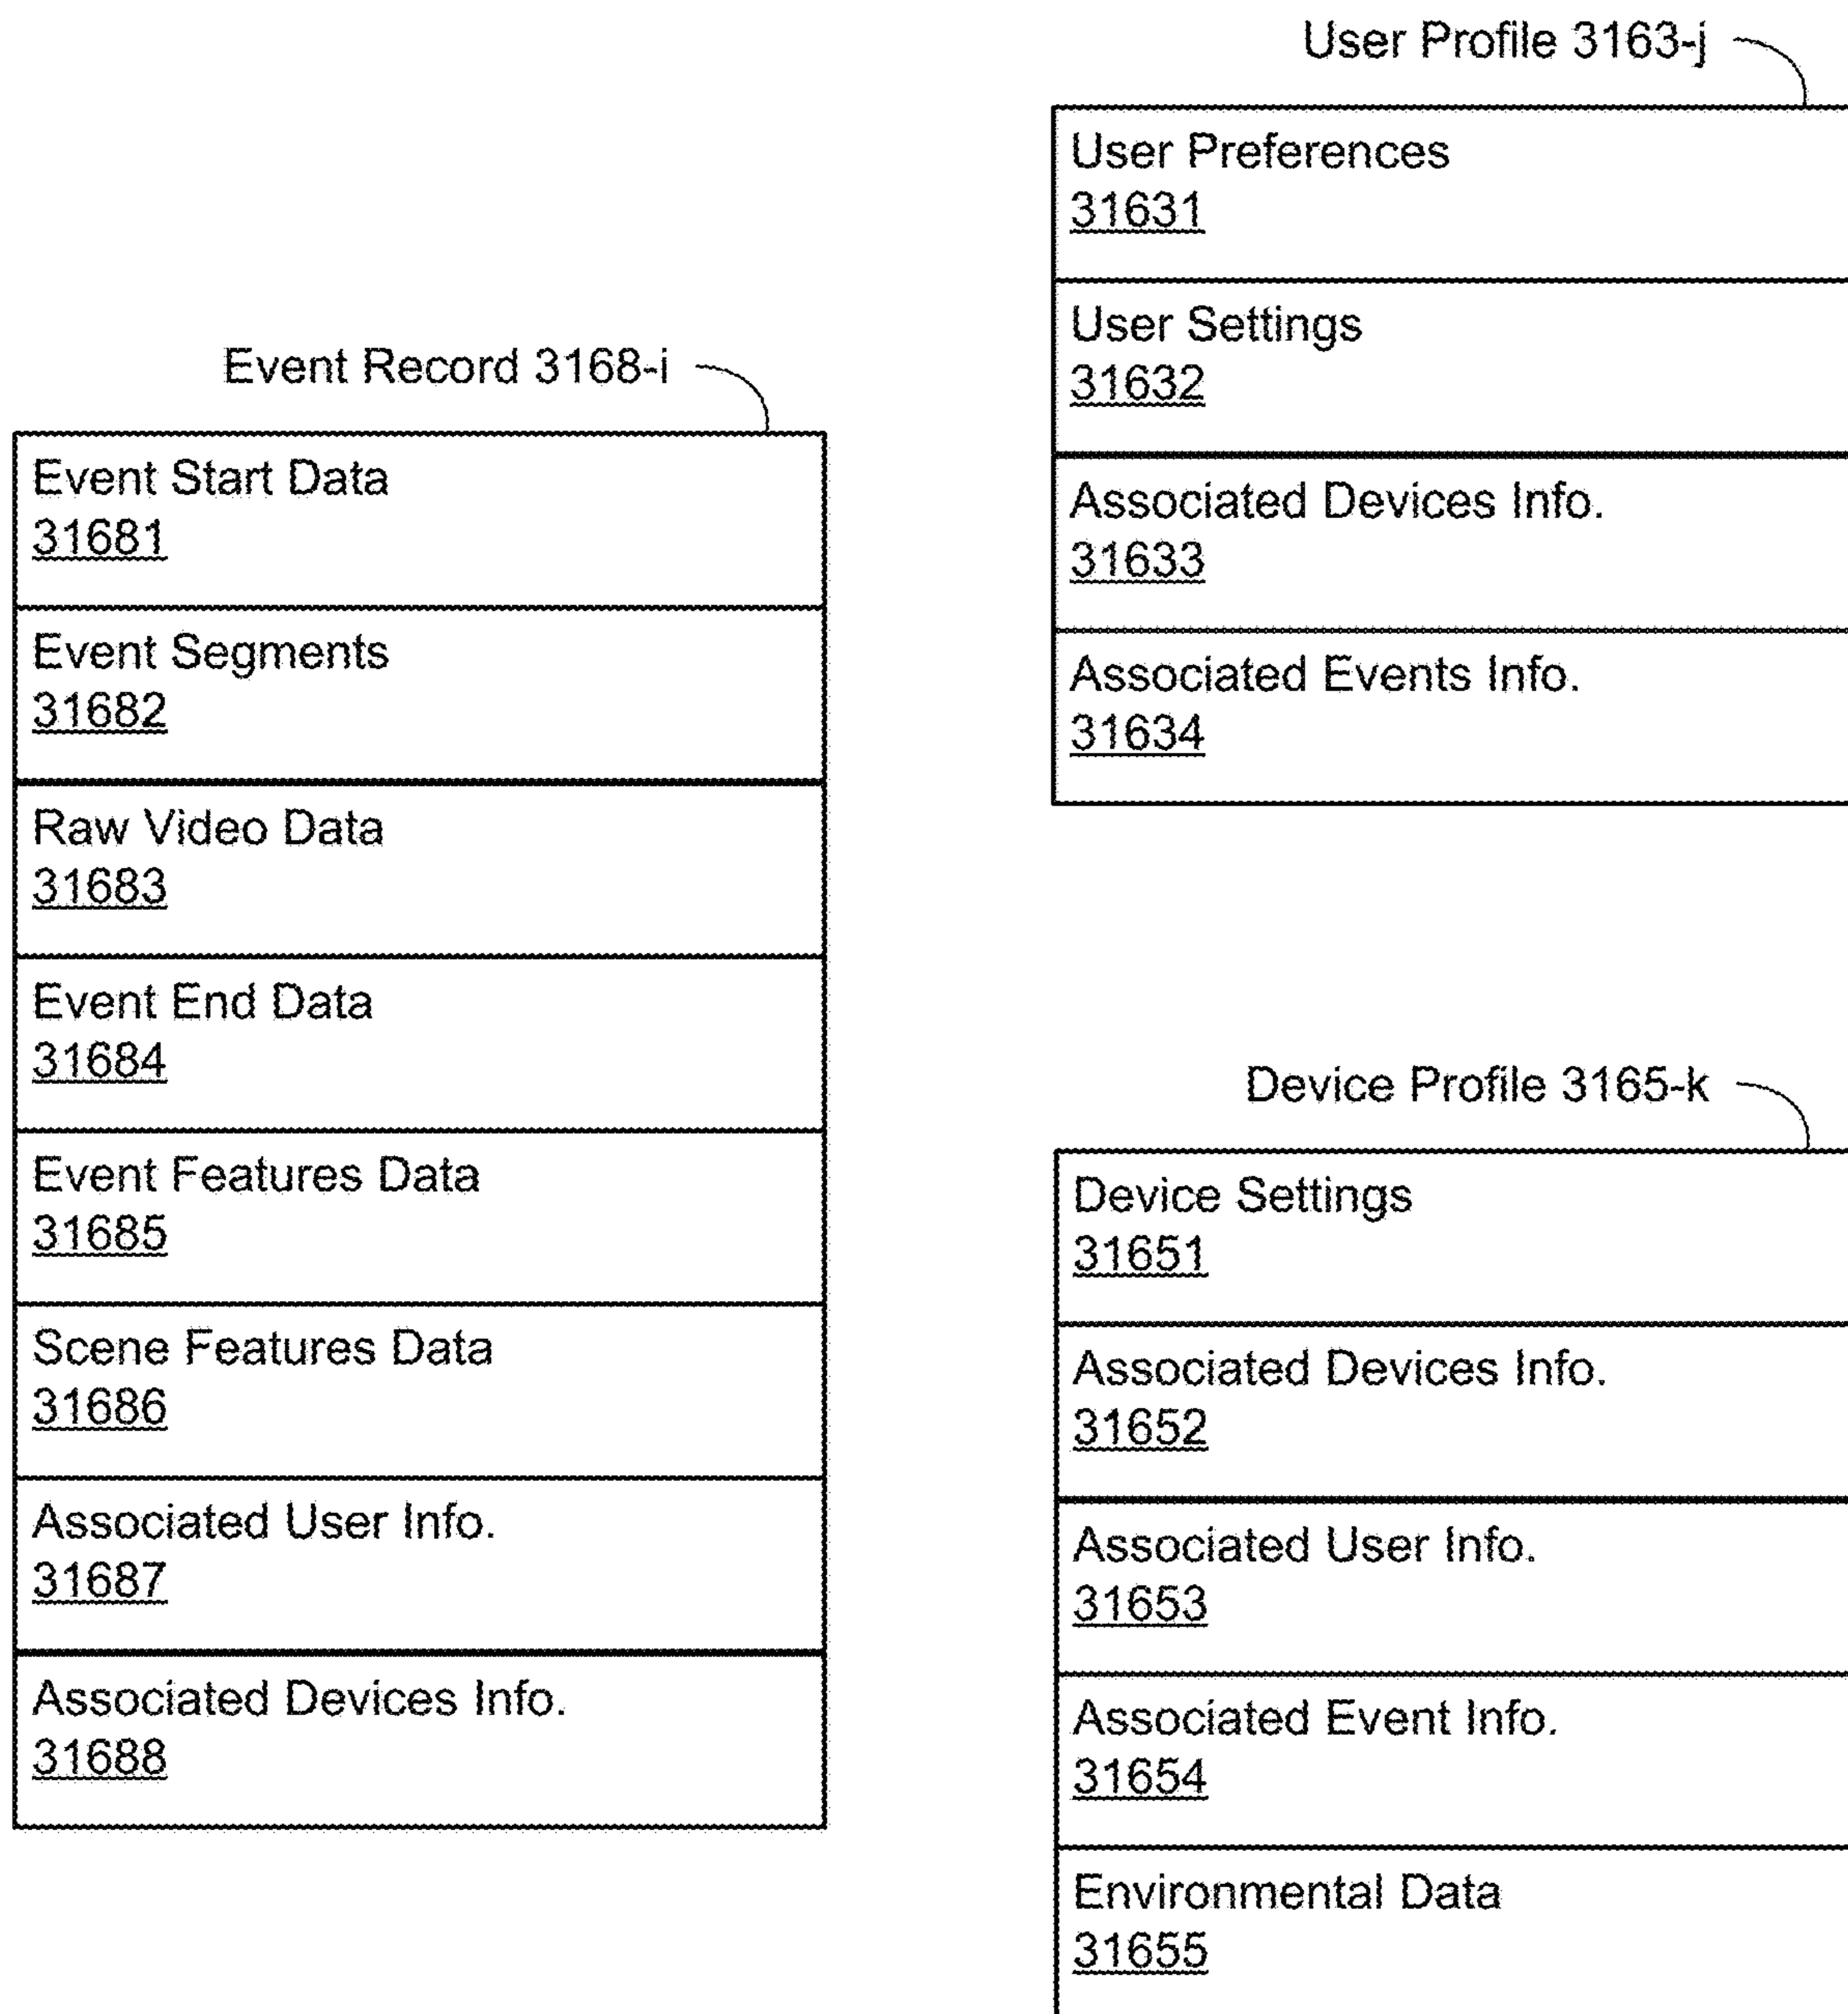 Event Record 3168-i
Event Start Data
31681
Event Segments
31682
Raw Video Data
31683
Event End Data
31684
Event Features Data
31685
Scene Features Data
31686
Associated User Info.
31687
Associated Devices Info.
31688
User Profile 3163-j
User Preferences
31631
User Settings
31632
Associated Devices Info.
31633
Associated Events Info.
31634
Device Profile 3165-k
Device Settings
31651
Associated Devices Info.
31652
Associated User Info.
31653
Associated Event Info.
31654
Environmental Data
31655